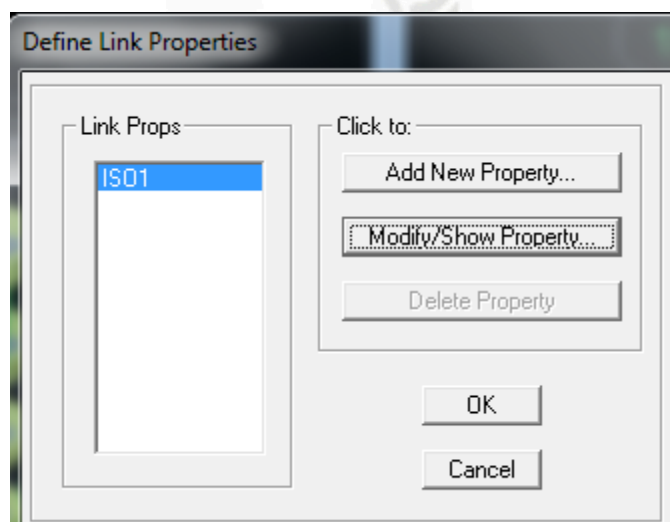 Define Link Properties
Link Props
ISO1
Click to:
Add New Property...
Modify/Show Property...
Delete Property
OK
Cancel